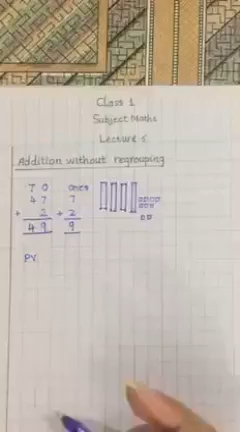 Class 1
Subject Maths
Lecture 5
Addition without regrouping
T O ones
4 7 7
+ 2 + 2
4 9 9
PV